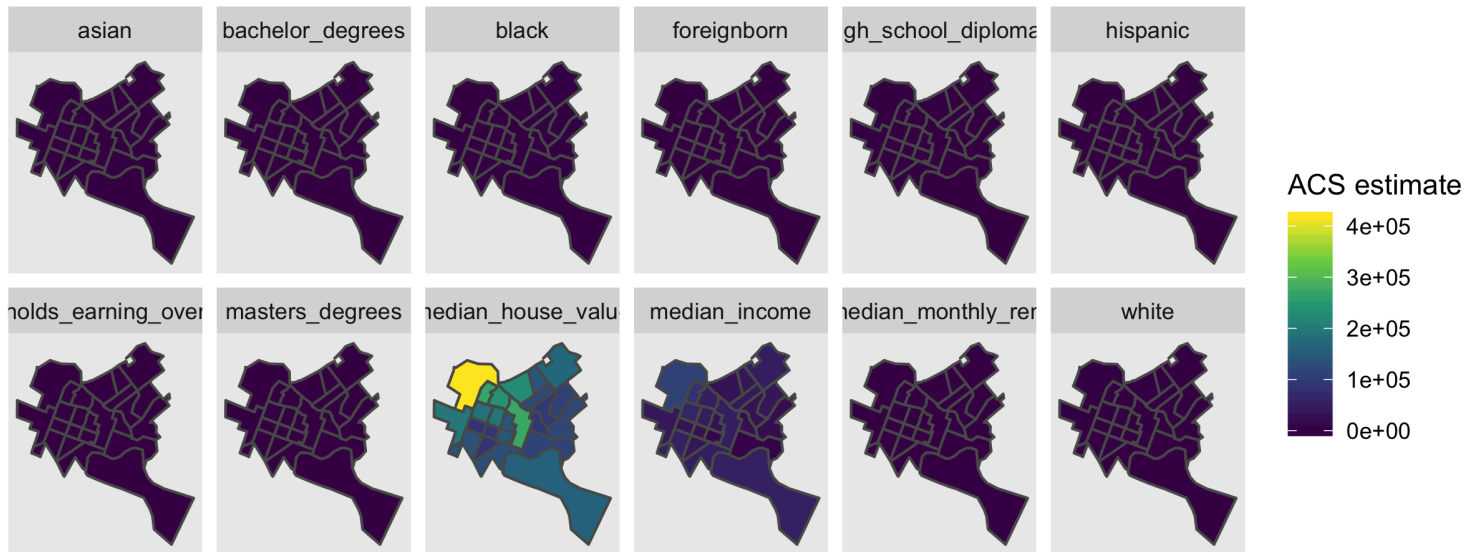 asian
bachelor_degrees
black
foreignborn
gh_school_diploma
hispanic
holds_earning_over
masters_degrees
nedian_house_valu
median_income
nedian_monthly_ren
white
ACS estimate
4e+05
3e+05
2e+05
1e+05
0e+00